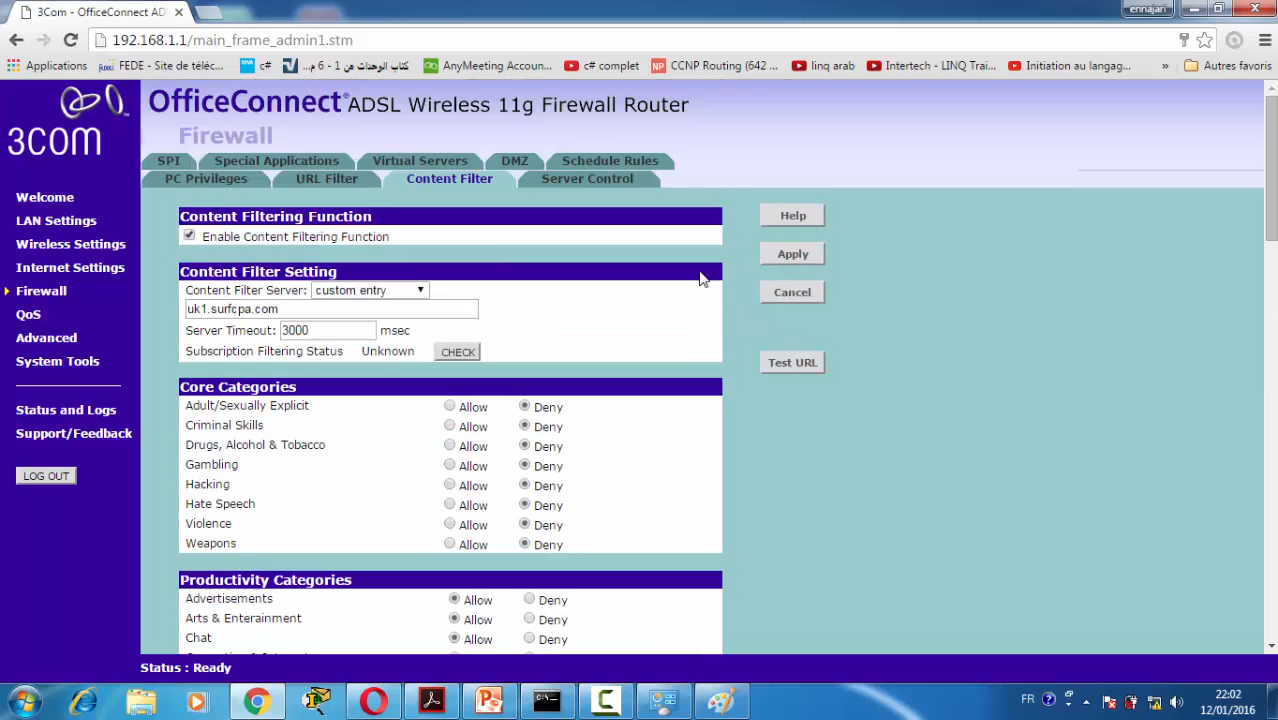 3Com - OfficeConnect AD
ennajari
192.168.1.1/main_frame_admin1.stm
Applications
FEDE - Site de téléc...
c#
كتاب الوحدات من 1 - 6 م...
AnyMeeting Accoun...
c# complet
CCNP Routing (642 ...
linq arab
Intertech - LINQ Trai...
Initiation au langag...
»
Autres favoris
3COM
OfficeConnect ADSL Wireless 11g Firewall Router
Firewall
SPI
Special Applications
Virtual Servers
DMZ
Schedule Rules
PC Privileges
URL Filter
Content Filter
Server Control
Welcome
LAN Settings
Wireless Settings
Internet Settings
Firewall
QoS
Advanced
System Tools
Status and Logs
Support/Feedback
LOG OUT
Content Filtering Function
Enable Content Filtering Function
Content Filter Setting
Content Filter Server: custom entry
uk1.surfcpa.com
Server Timeout: 3000 msec
Subscription Filtering Status Unknown CHECK
Core Categories
Adult/Sexually Explicit Allow Deny
Criminal Skills Allow Deny
Drugs, Alcohol & Tobacco Allow Deny
Gambling Allow Deny
Hacking Allow Deny
Hate Speech Allow Deny
Violence Allow Deny
Weapons Allow Deny
Productivity Categories
Advertisements Allow Deny
Arts & Enterainment Allow Deny
Chat Allow Deny
Help
Apply
Cancel
Test URL
Status : Ready
FR
22:02
12/01/2016